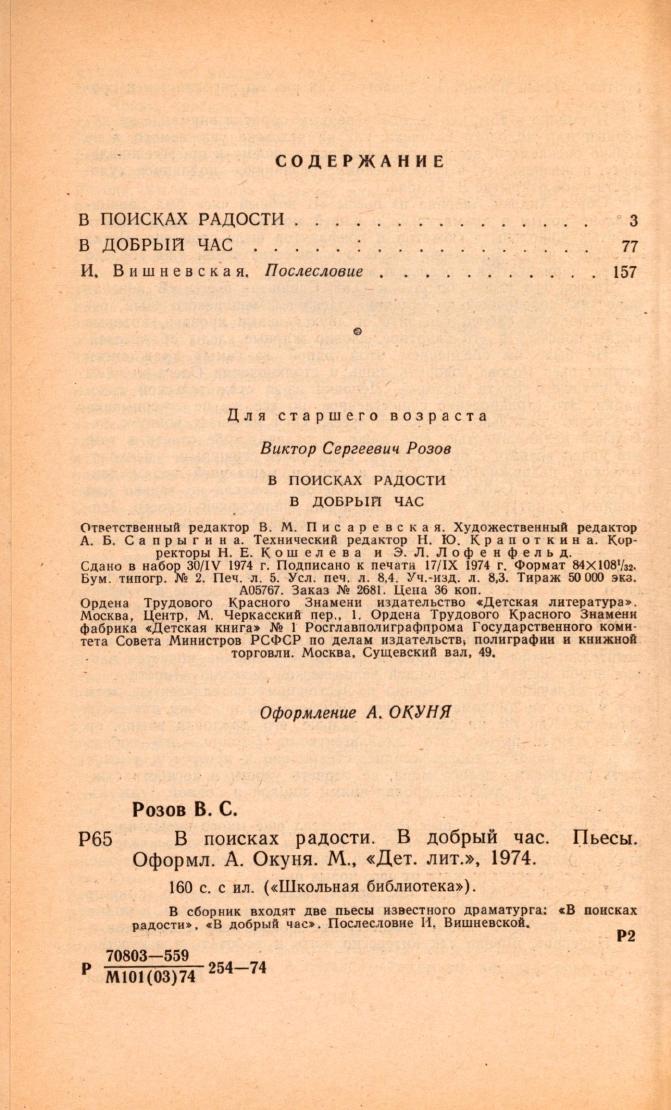 СОДЕРЖАНИЕ
В ПОИСКАХ РАДОСТИ . . . . . . . . . . . . . . . 3
В ДОБРЫЙ ЧАС . . . . . . . . . . . . . . . . 77
И. Вишневская. Послесловие . . . . . . . . . . . 157
Для старшего возраста
Виктор Сергеевич Розов
В ПОИСКАХ РАДОСТИ
В ДОБРЫЙ ЧАС
Ответственный редактор В. М. Писаревская. Художественный редактор
А. Б. Сапрыгина. Технический редактор Н. Ю. Крапоткина. Кор-
ректоры Н. Е. Кошелева и Э. Л. Лофенфельд.
Сдано в набор 30/IV 1974 г. Подписано к печати 17/IX 1974 г. Формат 84×108¹/₃₂.
Бум. типогр. № 2. Печ. л. 5. Усл. печ. л. 8,4. Уч.-изд. л. 8,3. Тираж 50 000 экз.
А05767. Заказ № 2681. Цена 36 коп.
Ордена Трудового Красного Знамени издательство «Детская литература».
Москва, Центр, М. Черкасский пер., 1. Ордена Трудового Красного Знамени
фабрика «Детская книга» № 1 Росглавполиграфпрома Государственного коми-
тета Совета Министров РСФСР по делам издательств, полиграфии и книжной
торговли. Москва, Сущевский вал, 49.
Оформление А. ОКУНЯ
Розов В. С.
Р65 В поисках радости. В добрый час. Пьесы.
Оформл. А. Окуня. М., «Дет. лит.», 1974.
160 с. с ил. («Школьная библиотека»).
В сборник входят две пьесы известного драматурга: «В поисках
радости», «В добрый час». Послесловие И. Вишневской.
Р2
70803—559
Р 254—74
М101(03)74